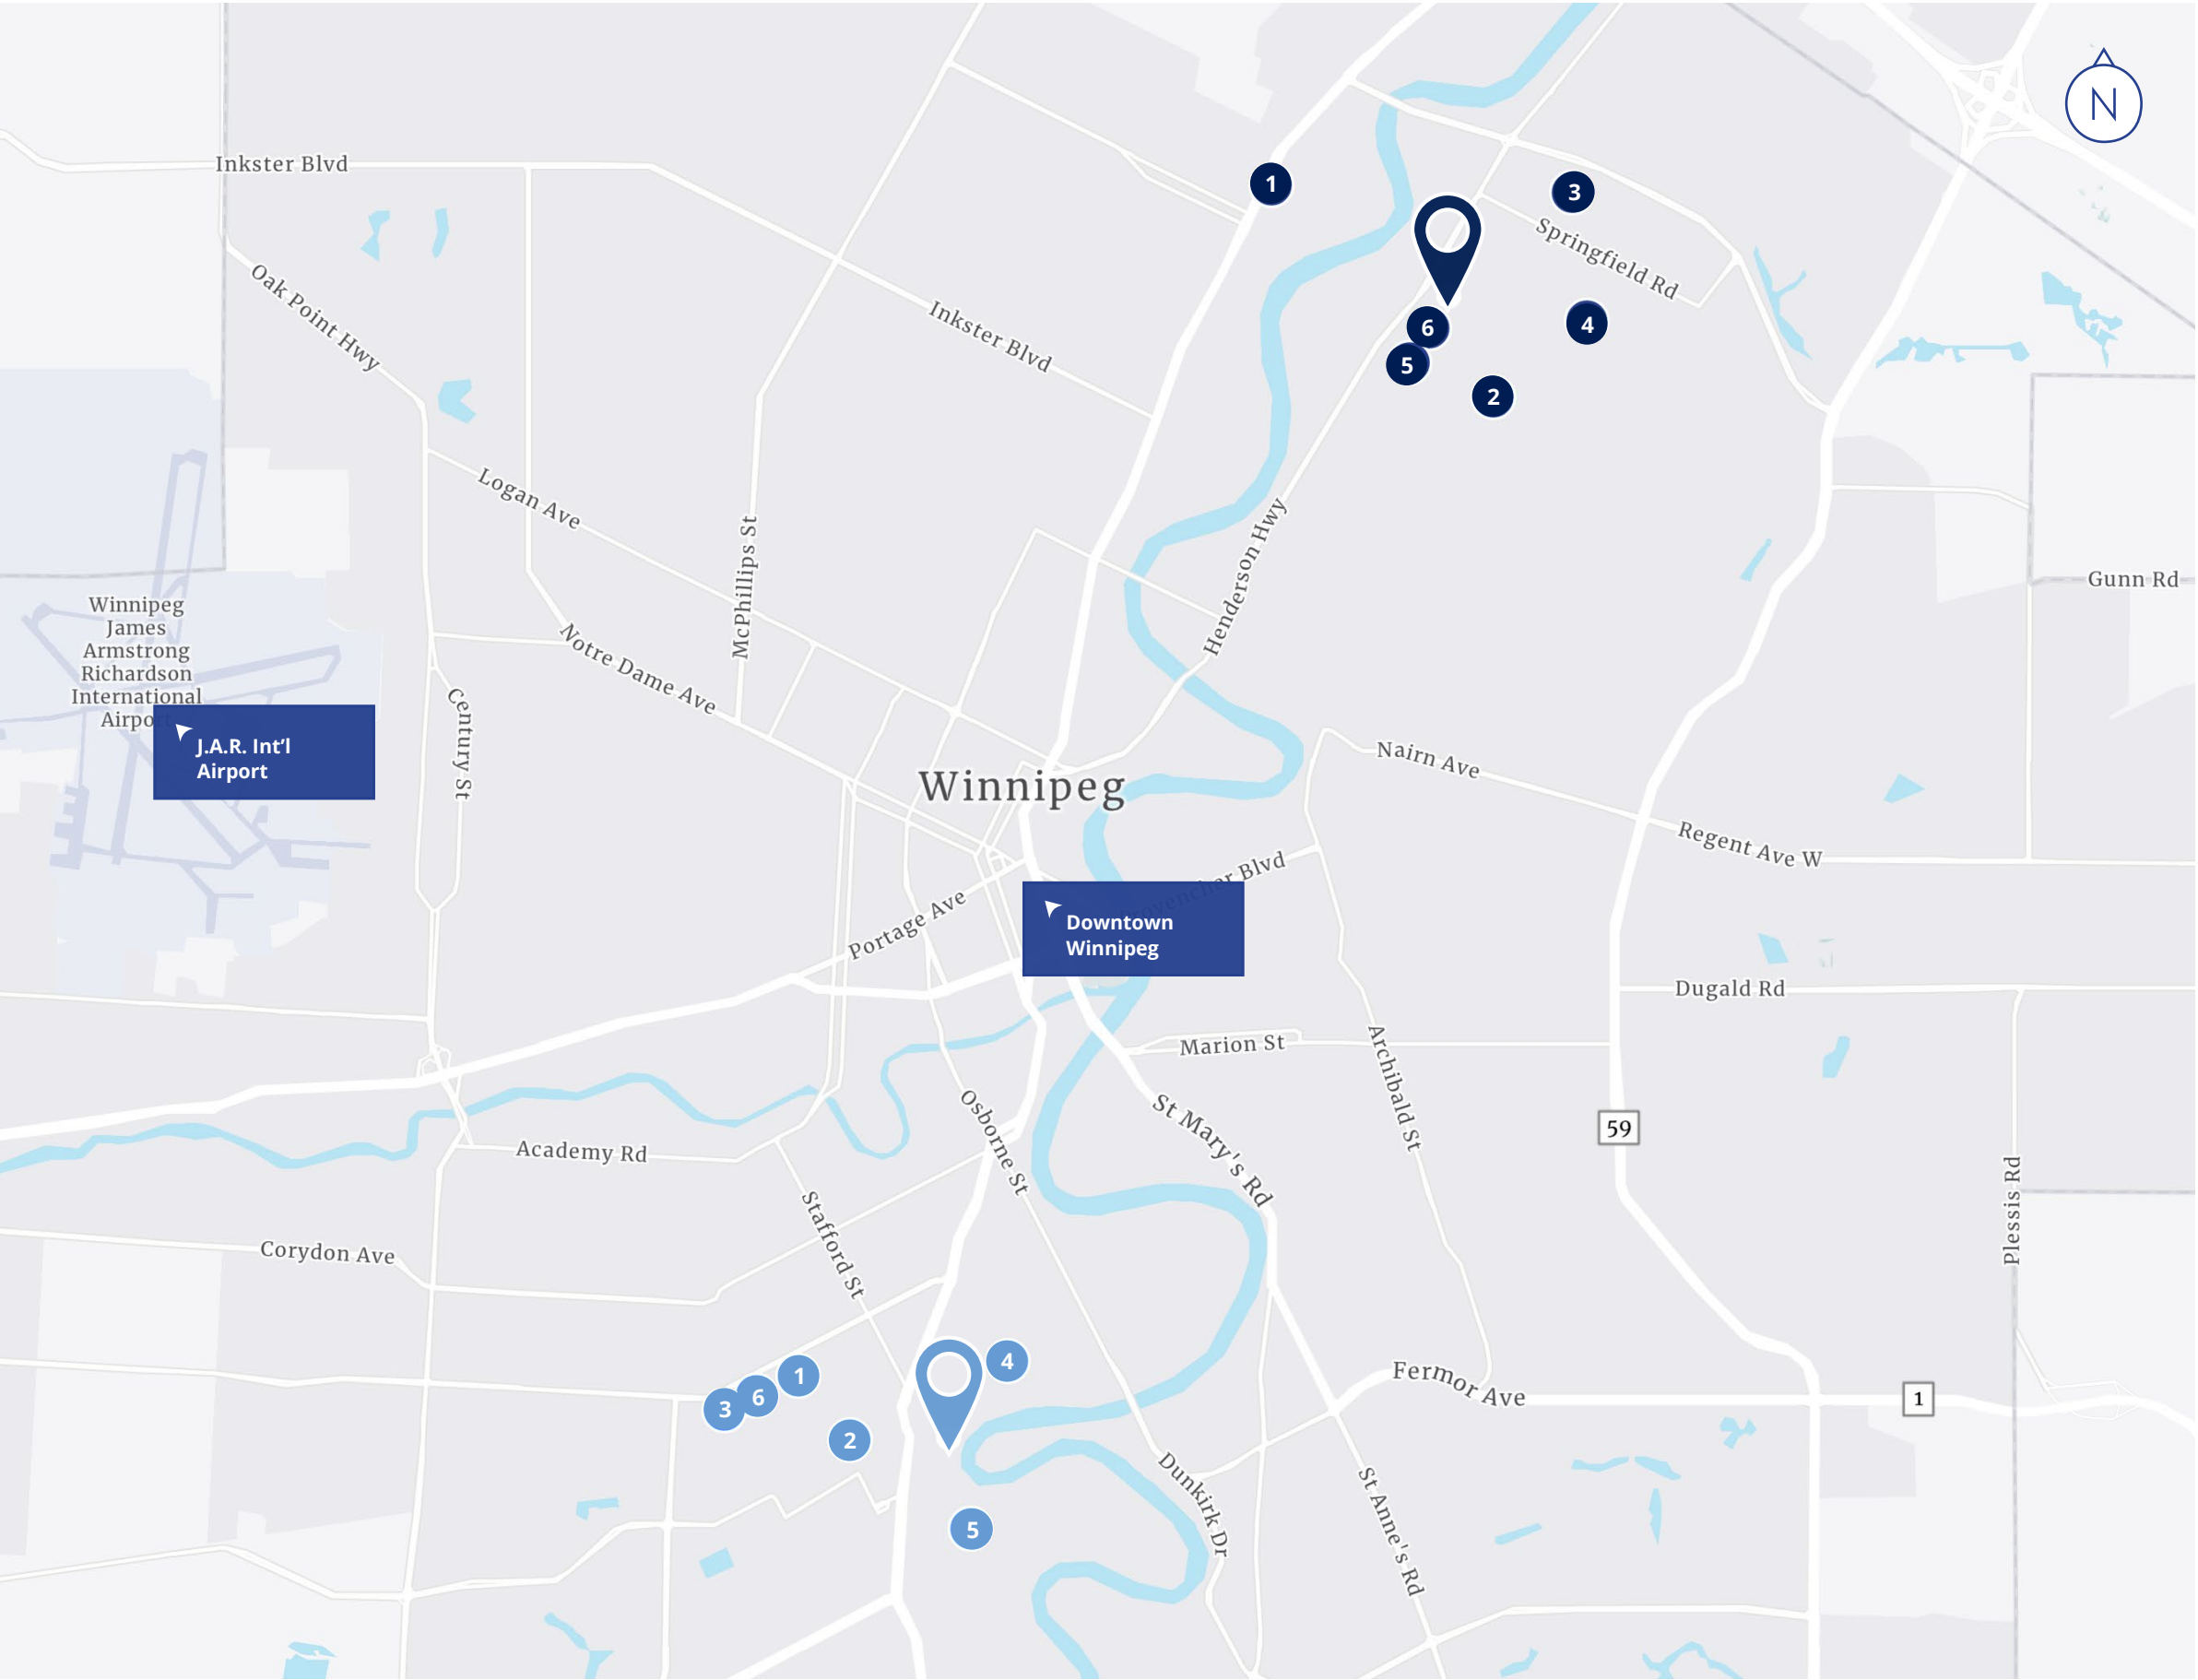 N
Inkster Blvd
1
3
Springfield Rd
Oak Point Hwy
Inkster Blvd
6
4
5
2
Logan Ave
McPhillips St
Henderson Hwy
Gunn Rd
Winnipeg
James
Armstrong
Richardson
International
Airport
Notre Dame Ave
Century St
J.A.R. Int’l
Airport
Winnipeg
Nairn Ave
Regent Ave W
Portage Ave
Blvd
Downtown
Winnipeg
Dugald Rd
Marion St
Archibald St
59
Osborne St
St Mary's Rd
Academy Rd
Plessis Rd
Stafford St
Corydon Ave
4
1
6
3
Fermor Ave
1
2
Dunkirk Dr
St Anne's Rd
5